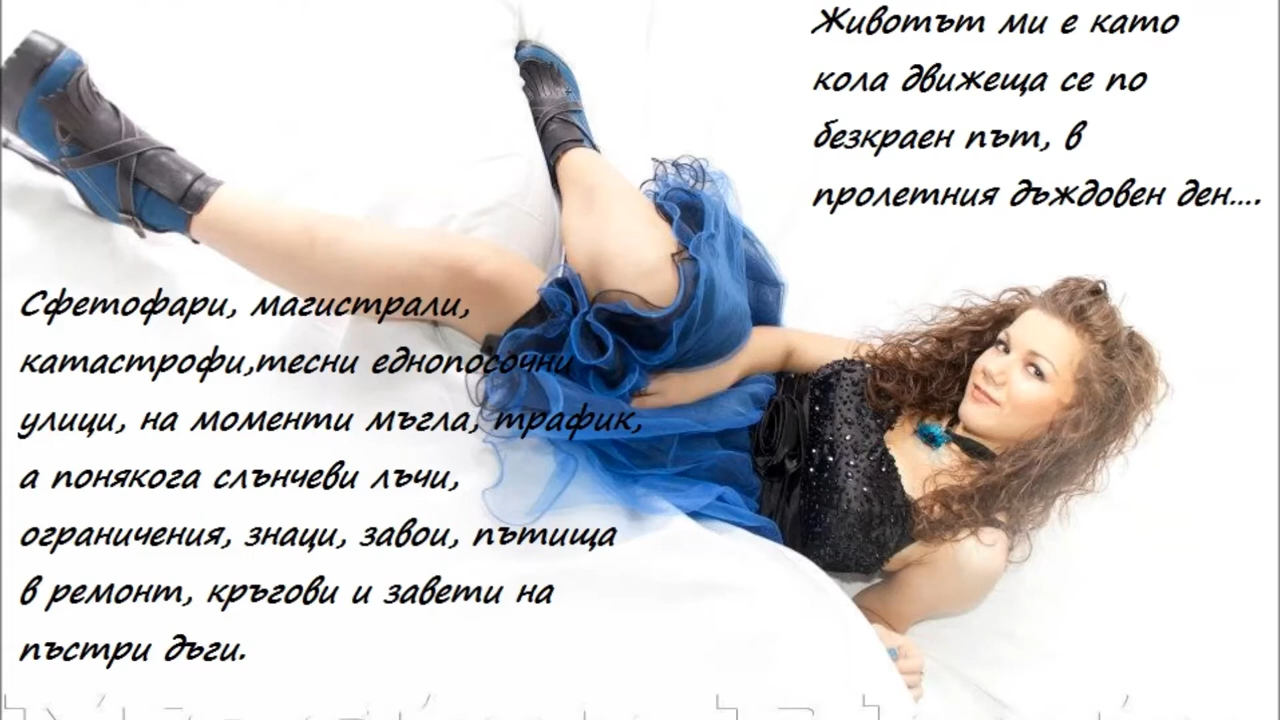 Животът ми е като
кола движеща се по
безкраен път, в
пролетния дъждовен ден....
Сфетофари, магистрали,
катастрофи,тесни еднопосочни
улици, на моменти мъгла, трафик,
а понякога слънчеви лъчи,
ограничения, знаци, завои, пътища
в ремонт, кръгови и завети на
пъстри дъги.